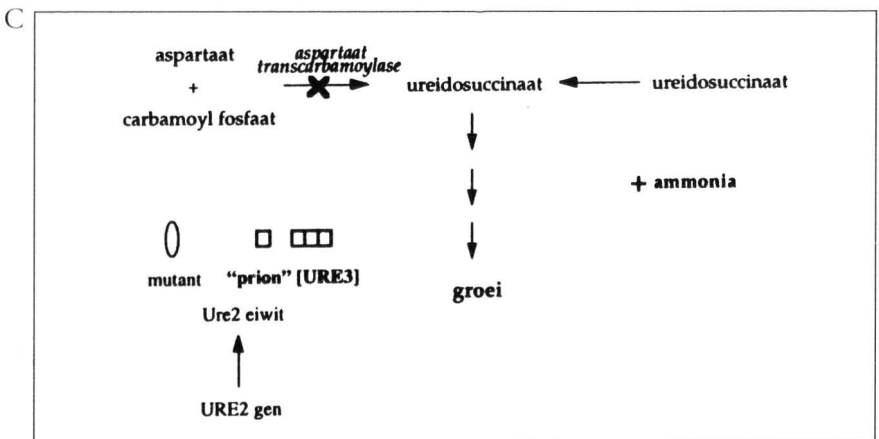 C
aspartaat
+
carbamoyl fosfaat
aspartaat
transcarbamoylase
ureidosuccinaat
ureidosuccinaat
+ ammonia
groei
mutant
"prion" [URE3]
Ure2 eiwit
URE2 gen